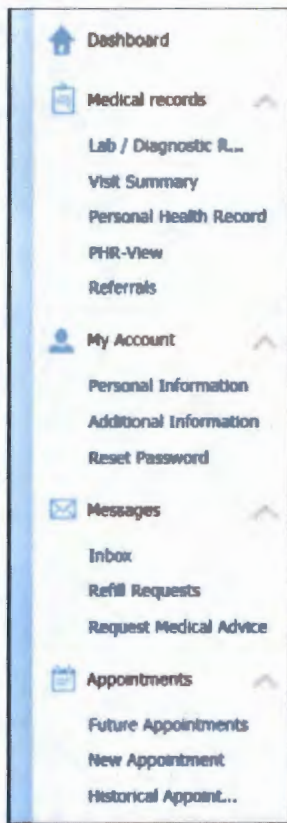 Dashboard
Medical records
Lab / Diagnostic R...
Visit Summary
Personal Health Record
PHR-View
Referrals
My Account
Personal Information
Additional Information
Reset Password
Messages
Inbox
Refill Requests
Request Medical Advice
Appointments
Future Appointments
New Appointment
Historical Appoint...